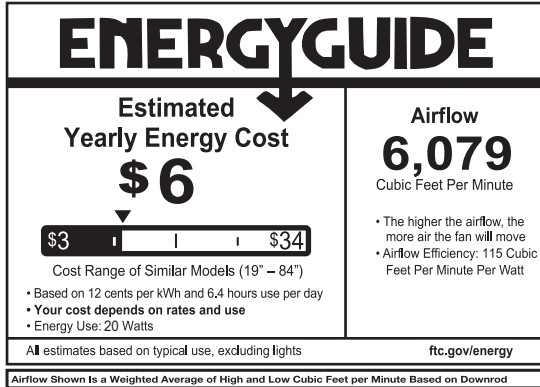 ENERGYGUIDE
Estimated
Yearly Energy Cost
$6
$3 $34
Cost Range of Similar Models (19” – 84”)
• Based on 12 cents per kWh and 6.4 hours use per day
• Your cost depends on rates and use
• Energy Use: 20 Watts
Airflow
6,079
Cubic Feet Per Minute
• The higher the airflow, the
more air the fan will move
• Airflow Efficiency: 115 Cubic
Feet Per Minute Per Watt
All estimates based on typical use, excluding lights
ftc.gov/energy
Airflow Shown Is a Weighted Average of High and Low Cubic Feet per Minute Based on Downrod